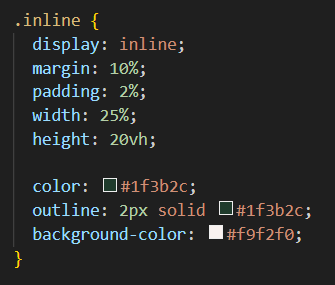 .inline {
display: inline;
margin: 10%;
padding: 2%;
width: 25%;
height: 20vh;
color: #1f3b2c;
outline: 2px solid #1f3b2c;
background-color: #f9f2f0;
}